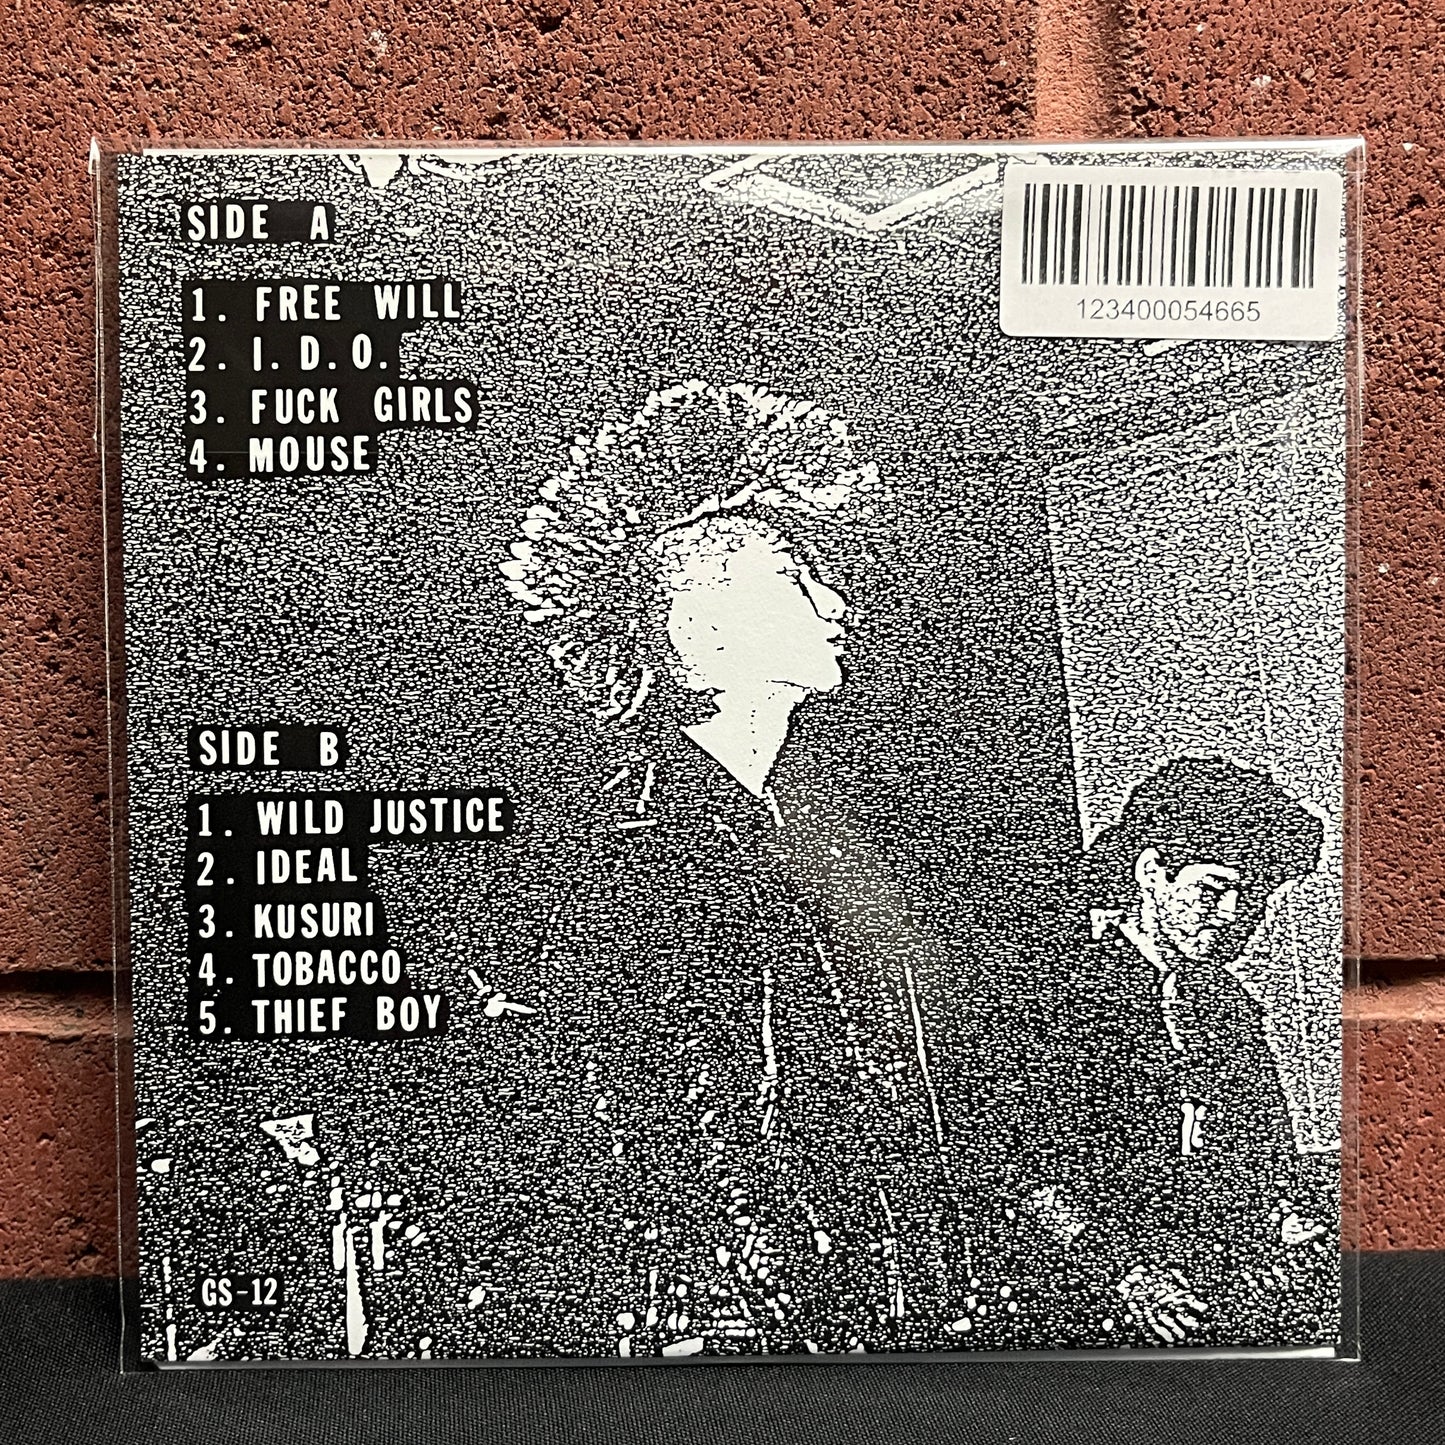 SIDE A
1. FREE WILL
2. I. D. O.
3. FUCK GIRLS
4. MOUSE
123400054665
SIDE B
1. WILD JUSTICE
2. IDEAL
3. KUSURI
4. TOBACCO
5. THIEF BOY
GS-12